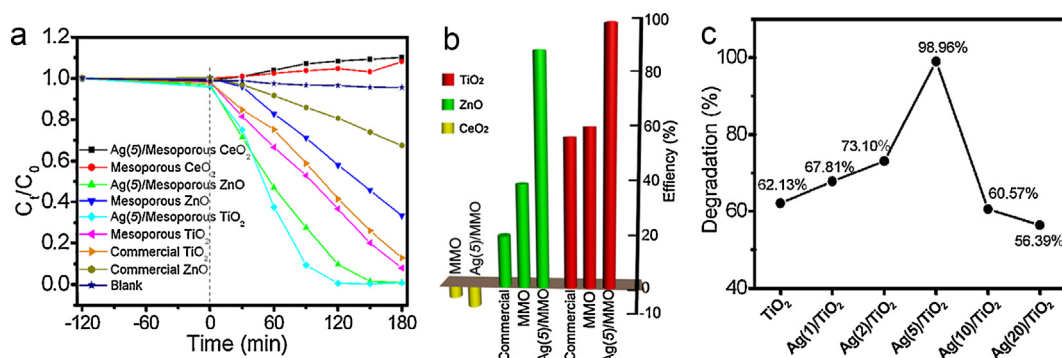 a
C_t/C_0
1.2
1.0
0.8
0.6
0.4
0.2
0.0
Ag(5)/Mesoporous CeO₂
Mesoporous CeO₂
Ag(5)/Mesoporous ZnO
Mesoporous ZnO
Ag(5)/Mesoporous TiO₂
Mesoporous TiO₂
Commercial TiO₂
Commercial ZnO
Blank
-120
-60
0
60
120
180
Time (min)
b
TiO₂
ZnO
CeO₂
MMO
Ag(5)/MMO
Commercial
MMO
Ag(5)/MMO
Commercial
MMO
Ag(5)/MMO
100
80
60
40
20
0
-10
Effiency (%)
c
Degradation (%)
100
80
60
40
62.13%
67.81%
73.10%
98.96%
60.57%
56.39%
TiO₂
Ag(1)/TiO₂
Ag(2)/TiO₂
Ag(5)/TiO₂
Ag(10)/TiO₂
Ag(20)/TiO₂